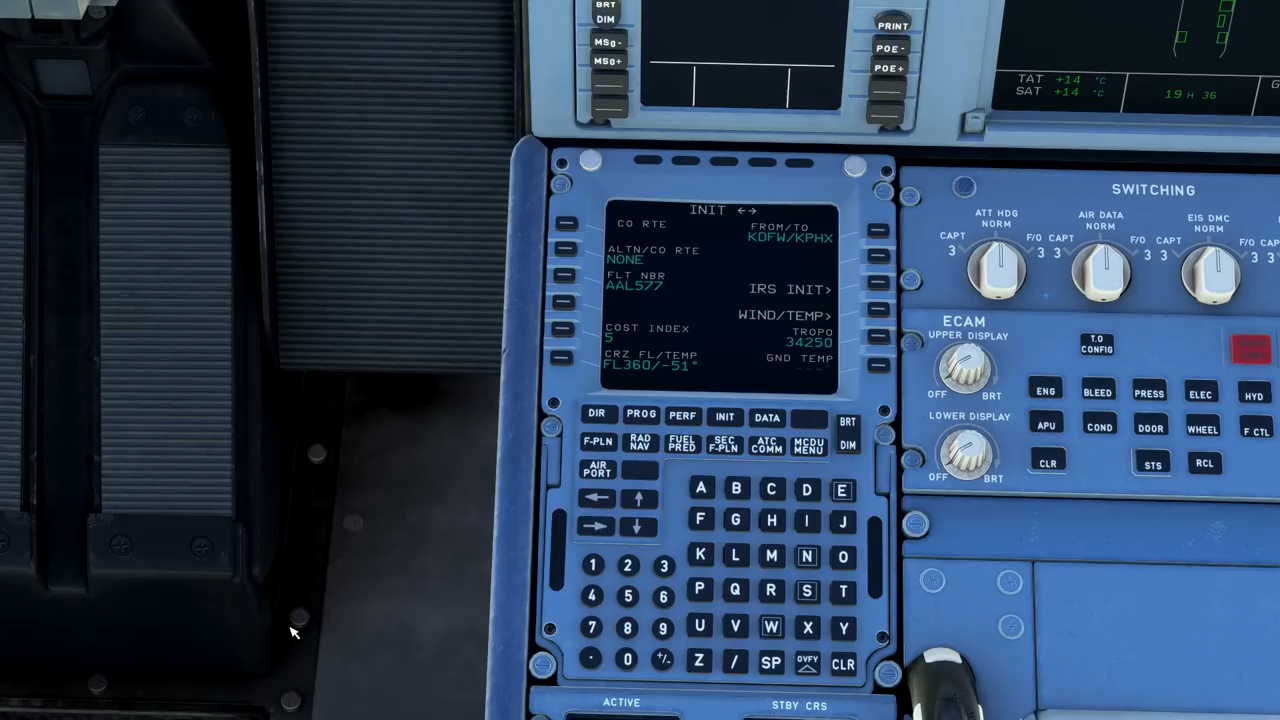 BRT
DIM
MS0-
MS0+
PRINT
POE-
POE+
TAT +14 °C
SAT +14 °C
19 H 36
G
INIT ←→
CO RTE FROM/TO
KDFW/KPHX
ALTN/CO RTE
NONE
FLT NBR
AAL577 IRS INIT>
WIND/TEMP>
COST INDEX TROPO
5 34250
CRZ FL/TEMP GND TEMP
FL360/-51° ---°
DIR PROG PERF INIT DATA
BRT
DIM
F-PLN RAD NAV FUEL PRED SEC F-PLN ATC COMM MCDU MENU
AIR PORT
← ↑
→ ↓
A B C D E
F G H I J
K L M N O
P Q R S T
U V W X Y
Z / SP OVFY CLR
1 2 3
4 5 6
7 8 9
. 0 +/-
ACTIVE STBY CRS
SWITCHING
ATT HDG AIR DATA EIS DMC
NORM NORM NORM
CAPT F/O CAPT F/O CAPT F/O CAP
3 3 3 3 3 3
ECAM
UPPER DISPLAY
OFF BRT
LOWER DISPLAY
OFF BRT
T.O CONFIG
ENG BLEED PRESS ELEC HYD
APU COND DOOR WHEEL F CTL
CLR STS RCL